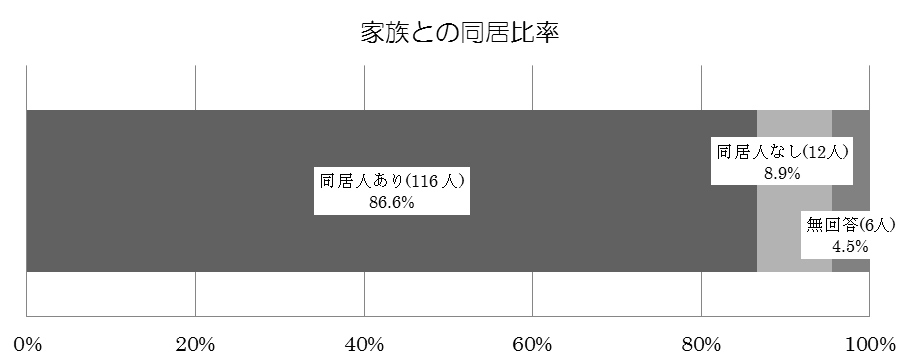 家族との同居比率
同居人なし(12人)
8.9%
同居人あり(116人)
86.6%
無回答(6人)
4.5%
0% 20% 40% 60% 80% 100%